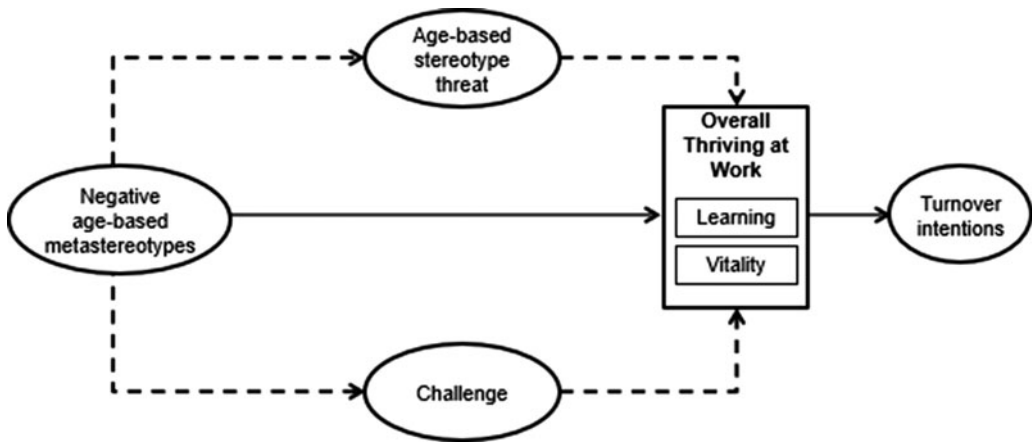 Age-based
stereotype
threat
Overall
Thriving at
Work
Negative
age-based
metastereotypes
Learning
Vitality
Turnover
intentions
Challenge